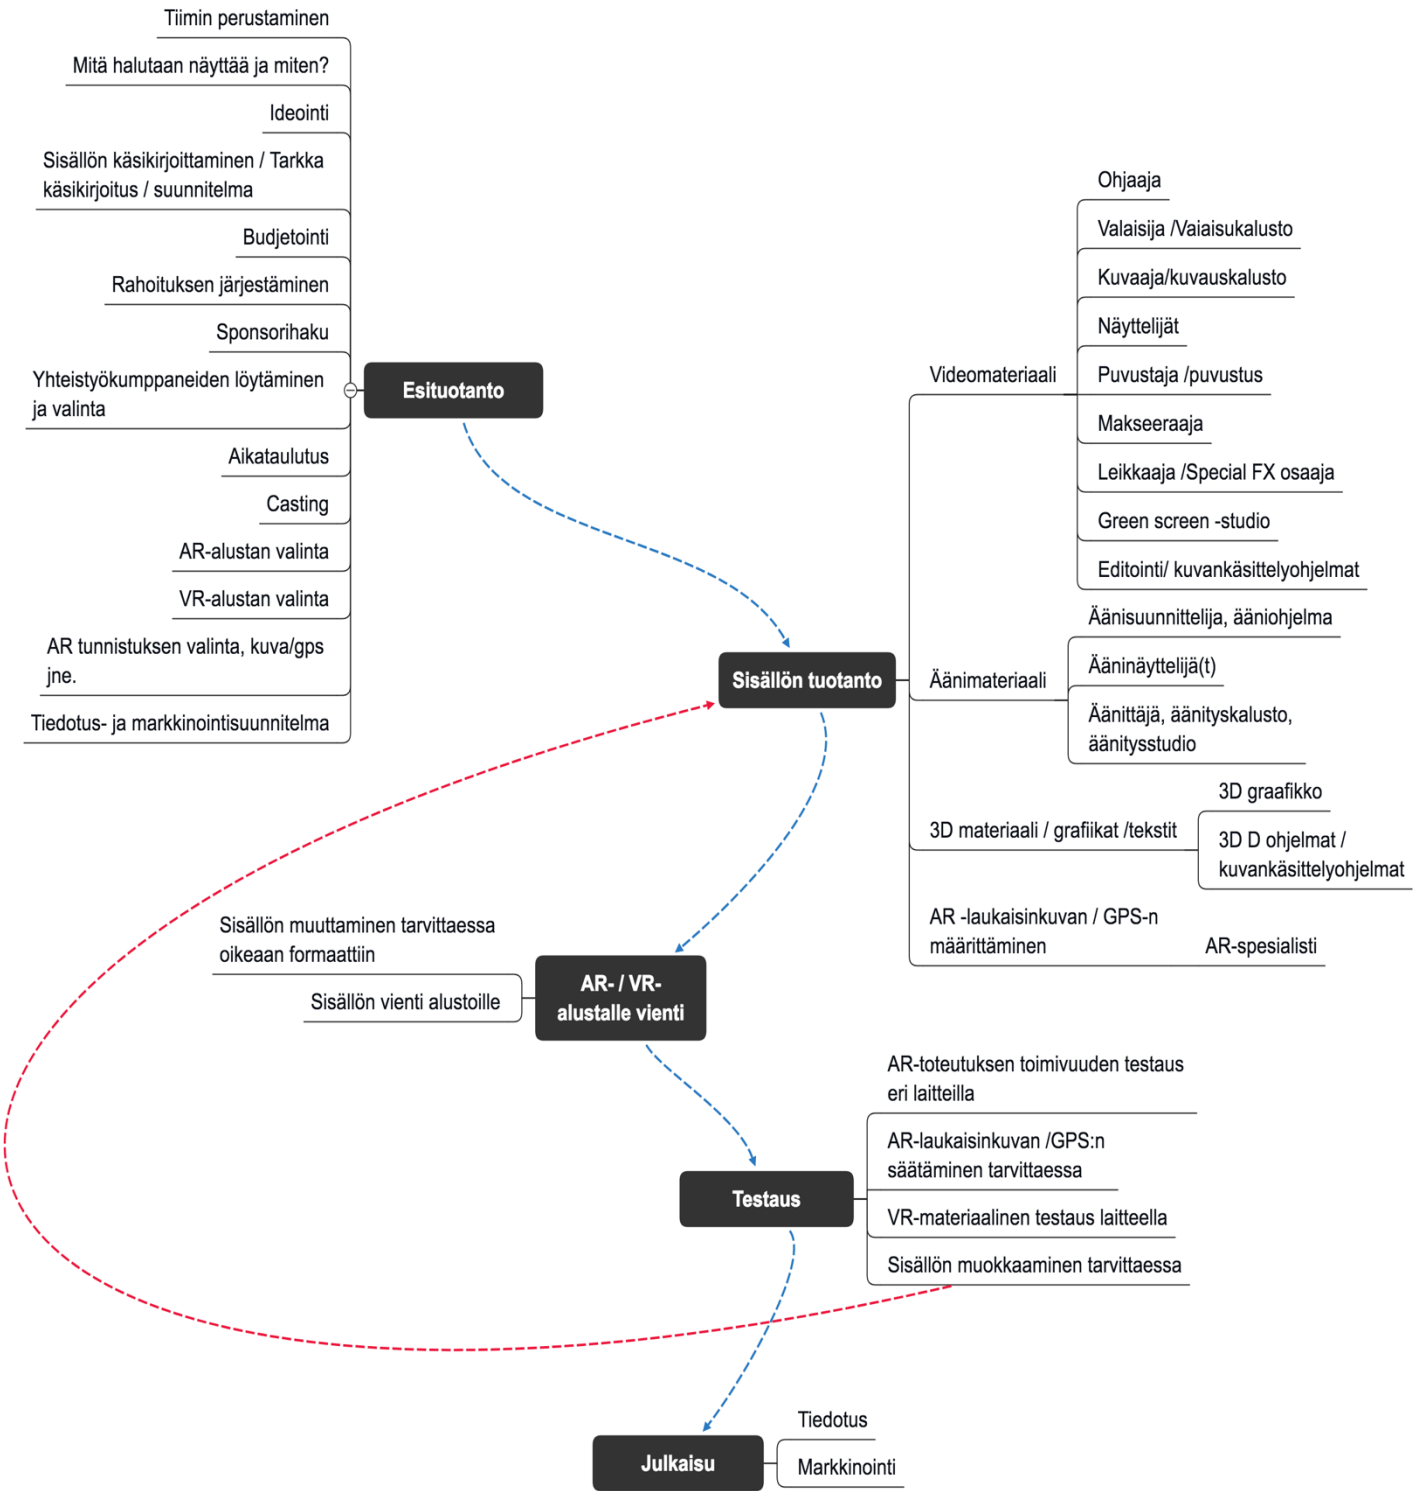 Tiimin perustaminen
Mitä halutaan näyttää ja miten?
Ideointi
Sisällön käsikirjoittaminen / Tarkka
käsikirjoitus / suunnitelma
Budjetointi
Rahoituksen järjestäminen
Sponsorihaku
Yhteistyökumppaneiden löytäminen
ja valinta
Aikataulutus
Casting
AR-alustan valinta
VR-alustan valinta
AR tunnistuksen valinta, kuva/gps
jne.
Tiedotus- ja markkinointisuunnitelma
Esituotanto
Sisällön tuotanto
Videomateriaali
Ohjaaja
Valaisija /Vaiaisukalusto
Kuvaaja/kuvauskalusto
Näyttelijät
Puvustaja /puvustus
Makseeraaja
Leikkaaja /Special FX osaaja
Green screen -studio
Editointi/ kuvankäsittelyohjelmat
Äänimateriaali
Äänisuunnittelija, ääniohjelma
Ääninäyttelijä(t)
Äänittäjä, äänityskalusto,
äänitysstudio
3D materiaali / grafiikat /tekstit
3D graafikko
3D D ohjelmat /
kuvankäsittelyohjelmat
AR -laukaisinkuvan / GPS-n
määrittäminen
AR-spesialisti
Sisällön muuttaminen tarvittaessa
oikeaan formaattiin
Sisällön vienti alustoille
AR- / VR-
alustalle vienti
Testaus
AR-toteutuksen toimivuuden testaus
eri laitteilla
AR-laukaisinkuvan /GPS:n
säätäminen tarvittaessa
VR-materiaalinen testaus laitteella
Sisällön muokkaaminen tarvittaessa
Julkaisu
Tiedotus
Markkinointi